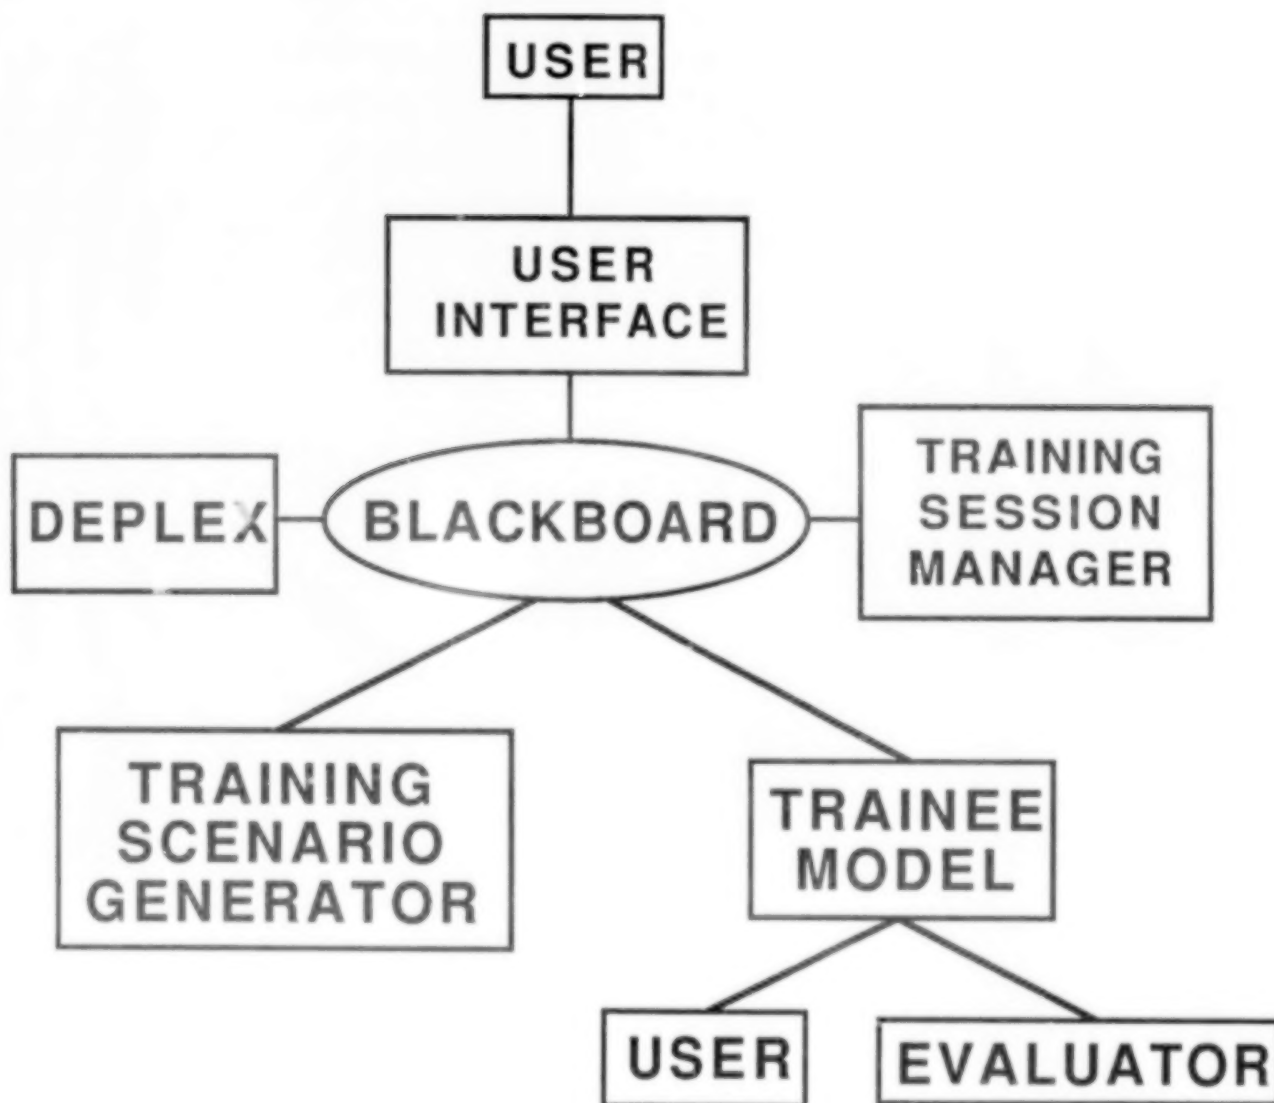 USER
USER
INTERFACE
DEPLEX
BLACKBOARD
TRAINING
SESSION
MANAGER
TRAINING
SCENARIO
GENERATOR
TRAINEE
MODEL
USER
EVALUATOR